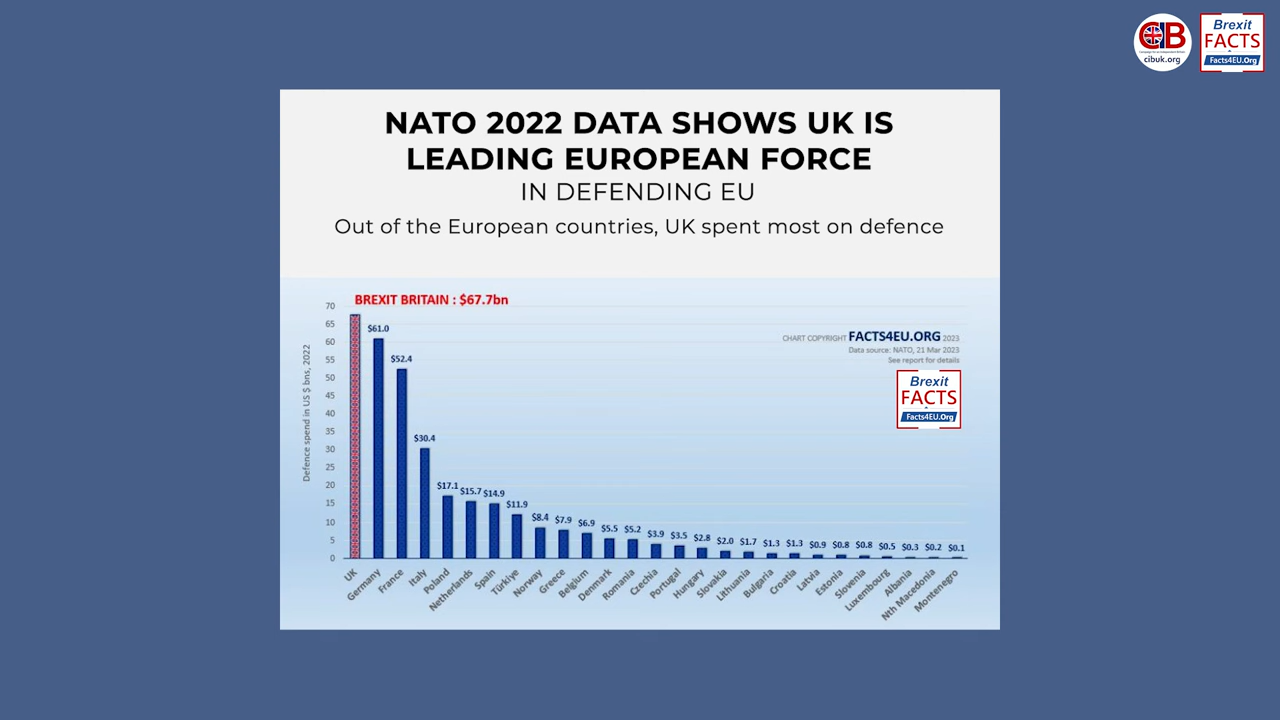 CIB
cibuk.org
Brexit
FACTS
Facts4EU.Org
NATO 2022 DATA SHOWS UK IS
LEADING EUROPEAN FORCE
IN DEFENDING EU
Out of the European countries, UK spent most on defence
BREXIT BRITAIN : $67.7bn
CHART COPYRIGHT FACTS4EU.ORG 2023
Data source: NATO, 21 Mar 2023
See report for details
Brexit
FACTS
Facts4EU.Org
Defence spend in US $ bns, 2022
70
65
60
55
50
45
40
35
30
25
20
15
10
5
0
$61.0
$52.4
$30.4
$17.1
$15.7
$14.9
$11.9
$8.4
$7.9
$6.9
$5.5
$5.2
$3.9
$3.5
$2.8
$2.0
$1.7
$1.3
$1.3
$0.9
$0.8
$0.8
$0.5
$0.3
$0.2
$0.1
UK
Germany
France
Italy
Poland
Netherlands
Spain
Türkiye
Norway
Greece
Belgium
Denmark
Romania
Czechia
Portugal
Hungary
Slovakia
Lithuania
Bulgaria
Croatia
Latvia
Estonia
Slovenia
Luxembourg
Albania
Nth Macedonia
Montenegro